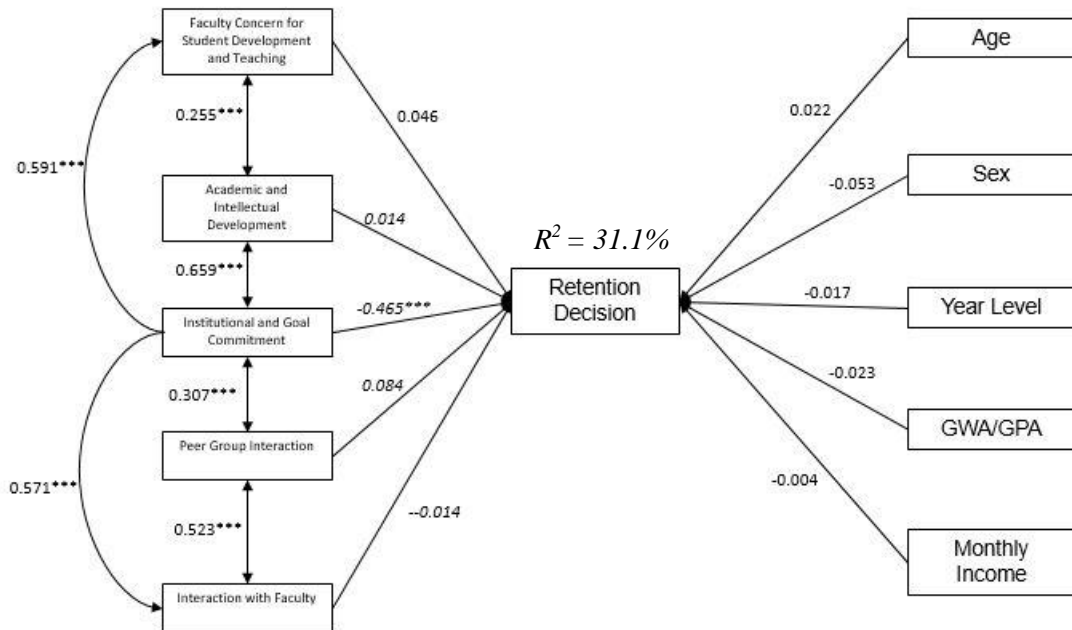 Faculty Concern for
Student Development
and Teaching
0.255***
0.591***
Academic and
Intellectual
Development
0.659***
Institutional and Goal
Commitment
0.307***
Peer Group Interaction
0.571***
0.523***
Interaction with Faculty
0.046
0.014
-0.465***
0.084
--0.014
R² = 31.1%
Retention
Decision
0.022
-0.053
-0.017
-0.023
-0.004
Age
Sex
Year Level
GWA/GPA
Monthly
Income